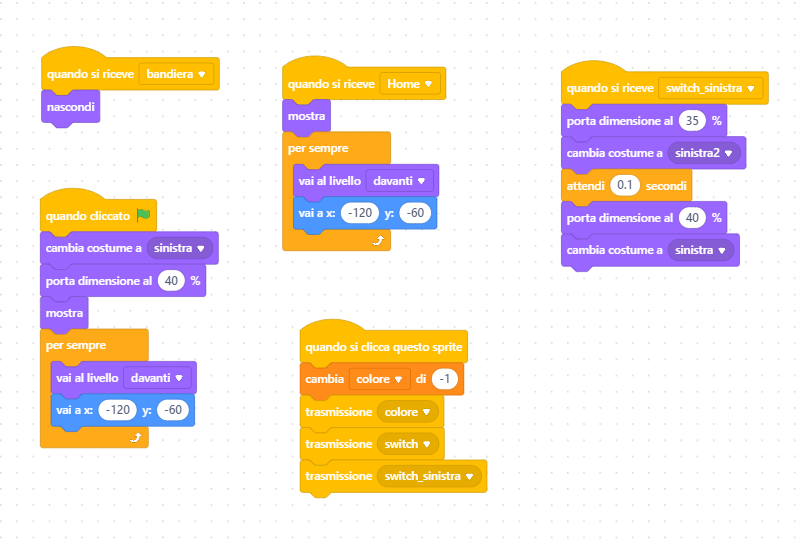 quando si riceve bandiera
nascondi
quando cliccato
cambia costume a sinistra
porta dimensione al 40 %
mostra
per sempre
vai al livello davanti
vai a x: -120 y: -60
quando si riceve Home
mostra
per sempre
vai al livello davanti
vai a x: -120 y: -60
quando si clicca questo sprite
cambia colore di -1
trasmissione colore
trasmissione switch
trasmissione switch_sinistra
quando si riceve switch_sinistra
porta dimensione al 35 %
cambia costume a sinistra2
attendi 0.1 secondi
porta dimensione al 40 %
cambia costume a sinistra